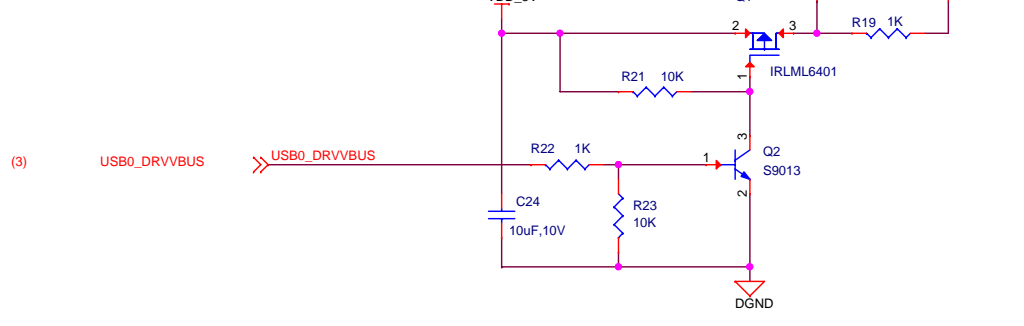 2
3
R19 1K
R21 10K
1
IRLML6401
3
(3) USB0_DRVVBUS
USB0_DRVVBUS
R22 1K
1
Q2
S9013
2
C24
10uF,10V
R23
10K
DGND